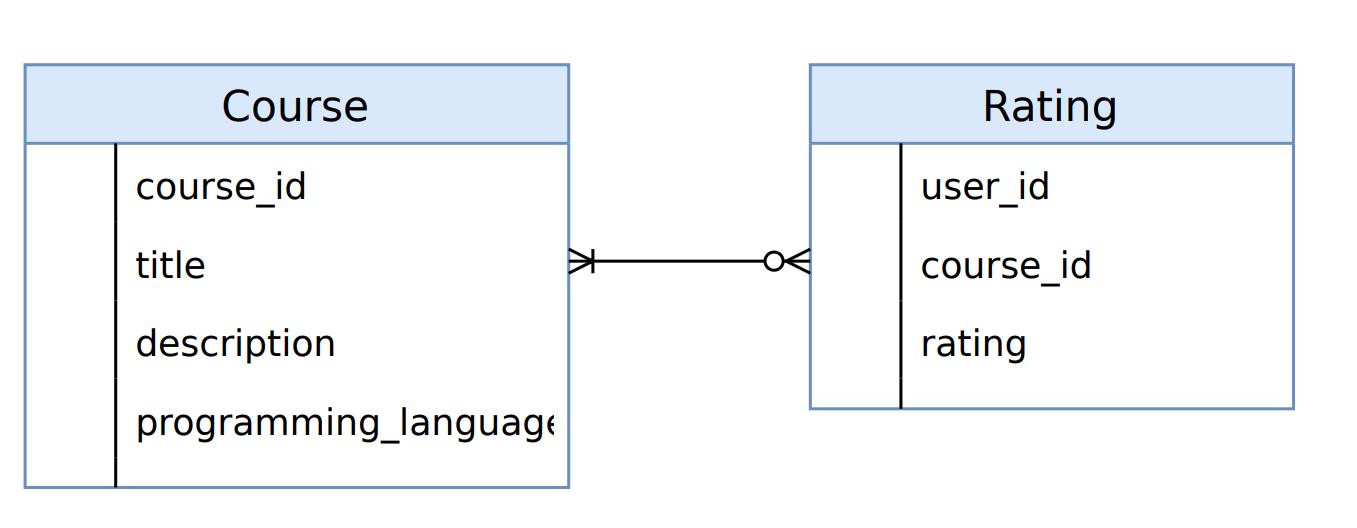 Course
course_id
title
description
programming_language
Rating
user_id
course_id
rating